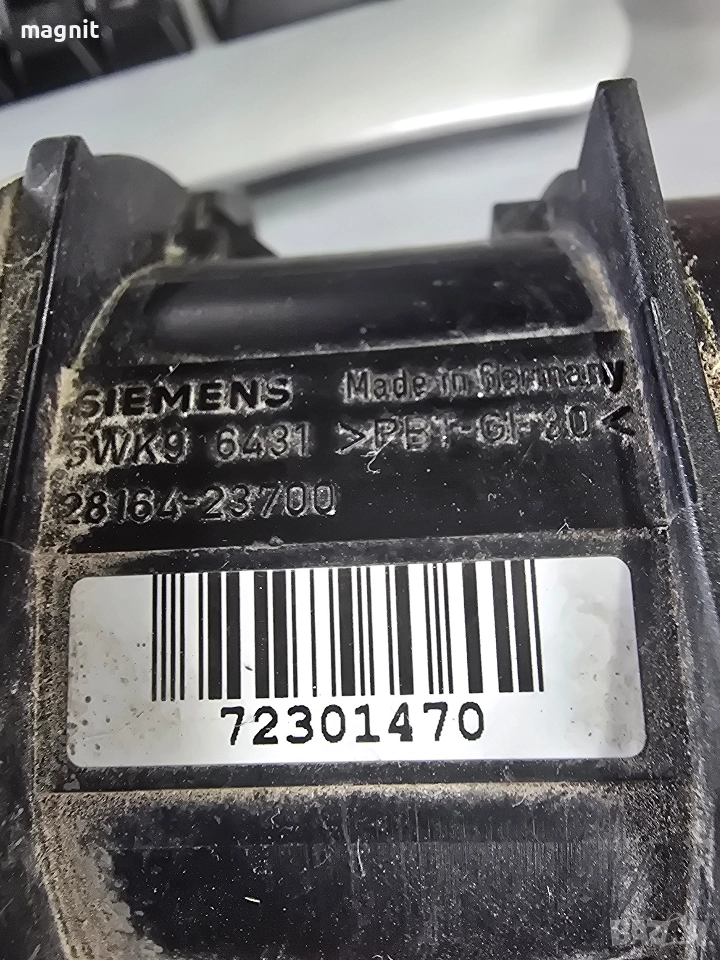 magnit
SIEMENS Made in Germany
5WK9 6431 >PBT-GF30<
28164-23700
72301470